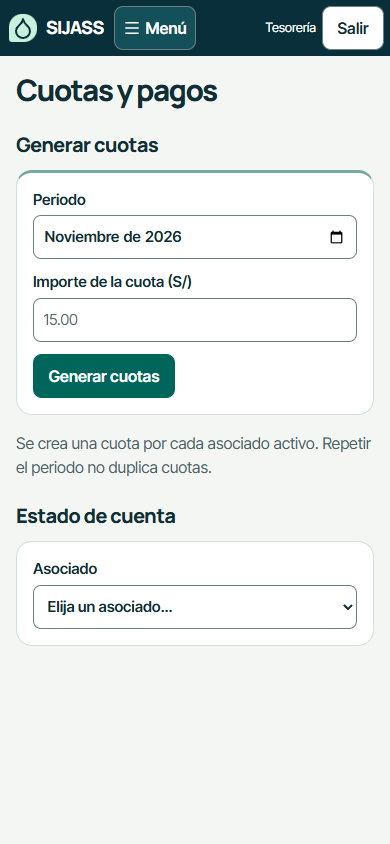 SIJASS
Menú
Tesorería
Salir
Cuotas y pagos
Generar cuotas
Periodo
Noviembre de 2026
Importe de la cuota (S/)
15.00
Generar cuotas
Se crea una cuota por cada asociado activo. Repetir
el periodo no duplica cuotas.
Estado de cuenta
Asociado
Elija un asociado...